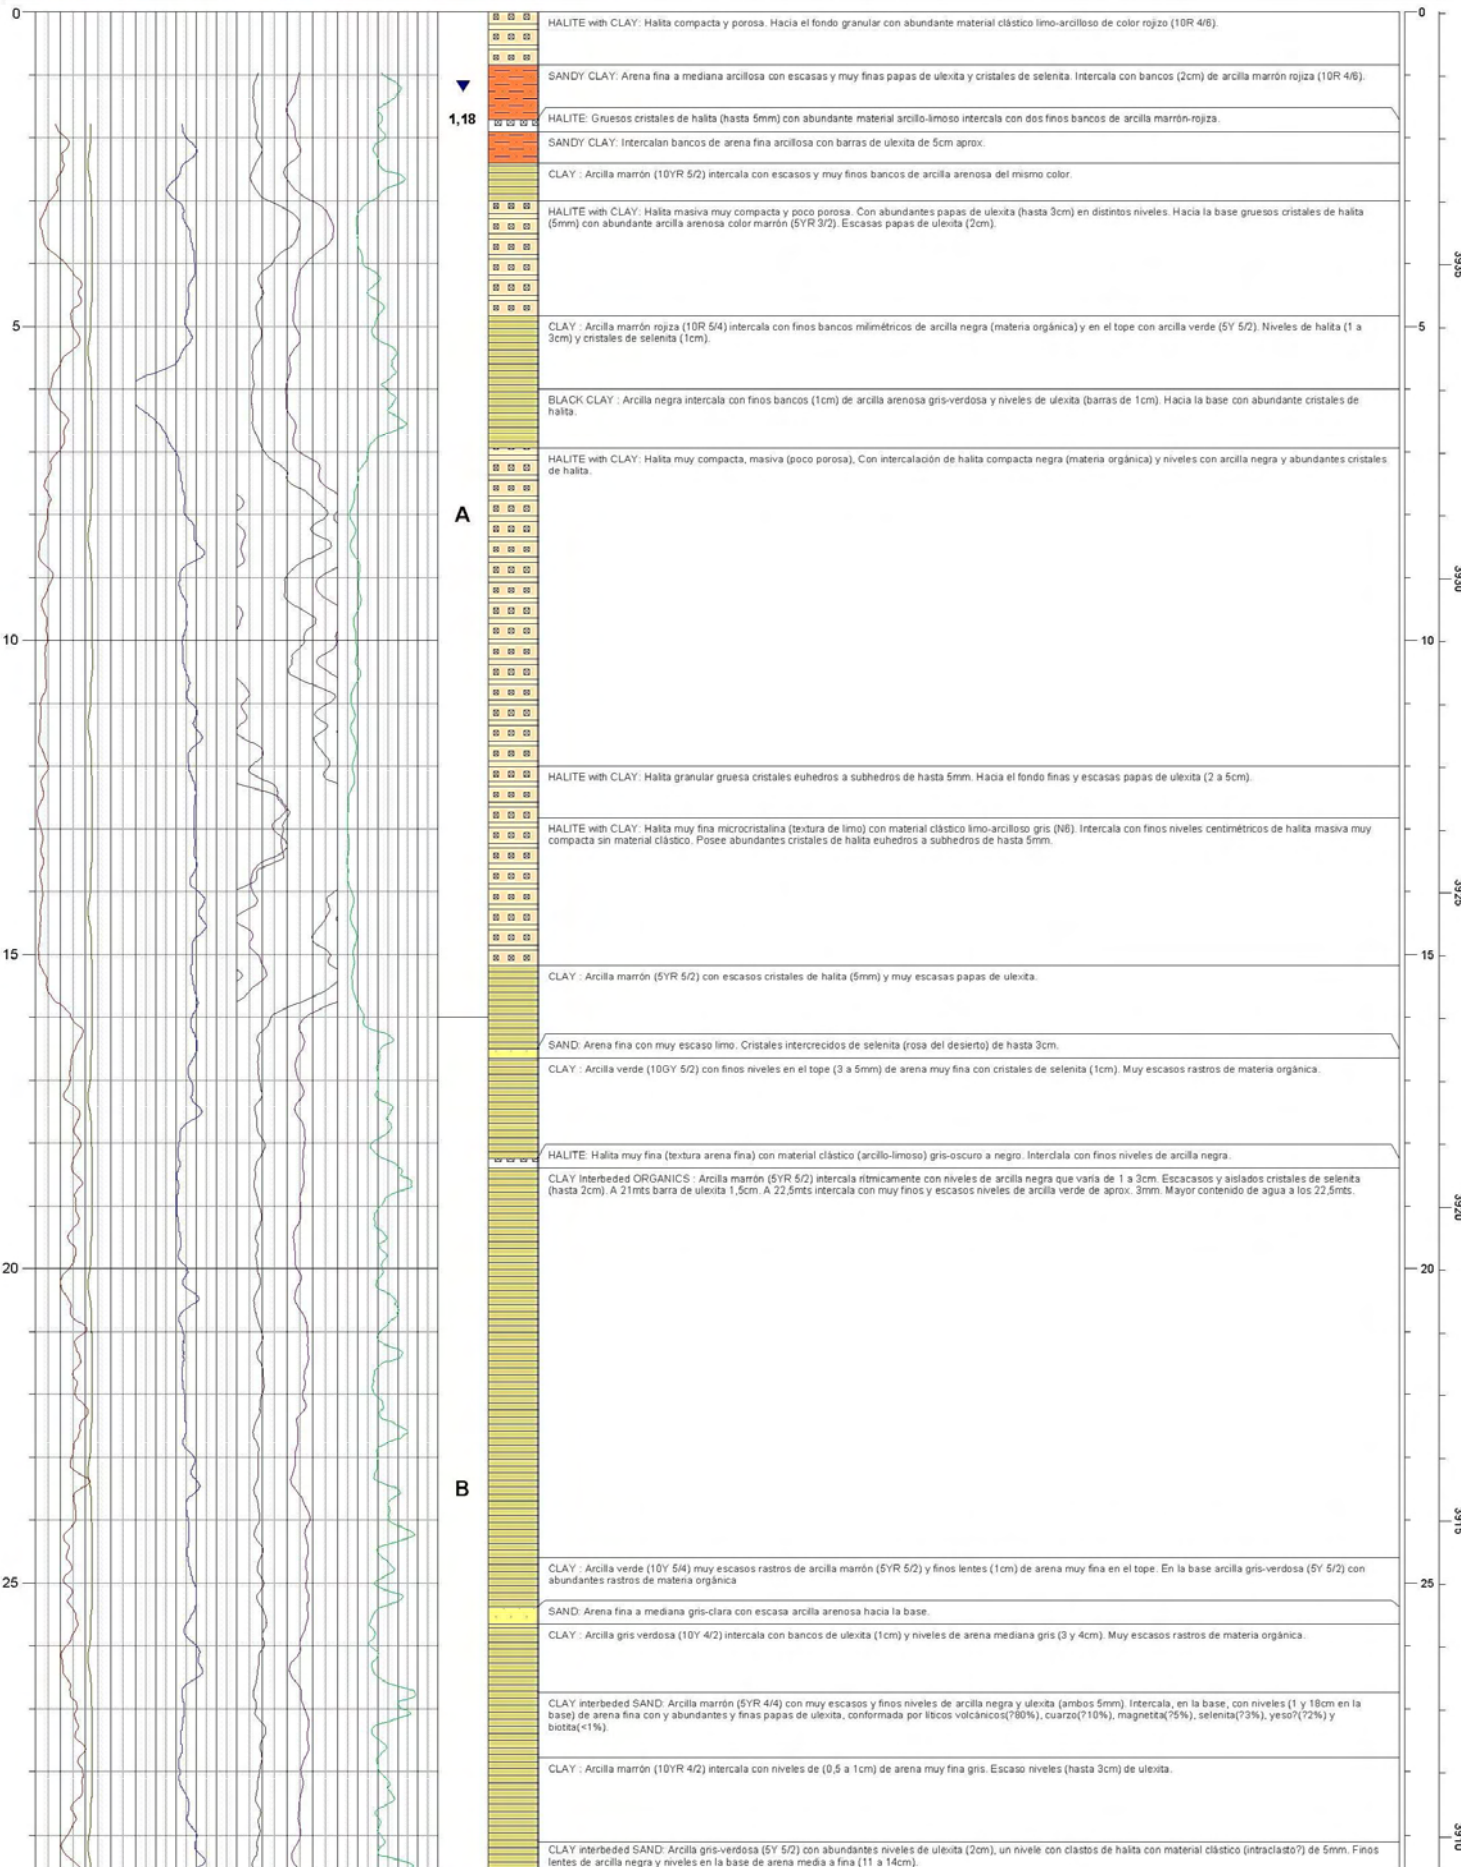 0
HALITE with CLAY: Halita compacta y porosa. Hacia el fondo granular con abundante material clástico limo-arcilloso de color rojizo (10R 4/6).
0
SANDY CLAY: Arena fina a mediana arcillosa con escasas y muy finas papas de ulexita y cristales de selenita. Intercala con bancos (2cm) de arcilla marrón rojiza (10R 4/6).
1,18
HALITE: Gruesos cristales de halita (hasta 5mm) con abundante material arcillo-limoso intercala con dos finos bancos de arcilla marrón-rojiza.
SANDY CLAY: Intercalan bancos de arena fina arcillosa con barras de ulexita de 5cm aprox.
CLAY : Arcilla marrón (10YR 5/2) intercala con escasos y muy finos bancos de arcilla arenosa del mismo color.
HALITE with CLAY: Halita masiva muy compacta y poco porosa. Con abundantes papas de ulexita (hasta 3cm) en distintos niveles. Hacia la base gruesos cristales de halita
(5mm) con abundante arcilla arenosa color marrón (5YR 3/2). Escasas papas de ulexita (2cm).
3935
5
CLAY : Arcilla marrón rojiza (10R 5/4) intercala con finos bancos milimétricos de arcilla negra (materia orgánica) y en el tope con arcilla verde (5Y 5/2). Niveles de halita (1 a
3cm) y cristales de selenita (1cm).
5
BLACK CLAY : Arcilla negra intercala con finos bancos (1cm) de arcilla arenosa gris-verdosa y niveles de ulexita (barras de 1cm). Hacia la base con abundante cristales de
halita.
HALITE with CLAY: Halita muy compacta, masiva (poco porosa), Con intercalación de halita compacta negra (materia orgánica) y niveles con arcilla negra y abundantes cristales
de halita.
A
3930
10
10
HALITE with CLAY: Halita granular gruesa cristales euhedros a subhedros de hasta 5mm. Hacia el fondo finas y escasas papas de ulexita (2 a 5cm).
HALITE with CLAY: Halita muy fina microcristalina (textura de limo) con material clástico limo-arcilloso gris (N6). Intercala con finos niveles centimétricos de halita masiva muy
compacta sin material clástico. Posee abundantes cristales de halita euhedros a subhedros de hasta 5mm.
3925
15
15
CLAY : Arcilla marrón (5YR 5/2) con escasos cristales de halita (5mm) y muy escasas papas de ulexita.
SAND: Arena fina con muy escaso limo. Cristales intercrecidos de selenita (rosa del desierto) de hasta 3cm.
CLAY : Arcilla verde (10GY 5/2) con finos niveles en el tope (3 a 5mm) de arena muy fina con cristales de selenita (1cm). Muy escasos rastros de materia orgánica.
HALITE: Halita muy fina (textura arena fina) con material clástico (arcillo-limoso) gris-oscuro a negro. Interclala con finos niveles de arcilla negra.
CLAY Interbeded ORGANICS : Arcilla marrón (5YR 5/2) intercala rítmicamente con niveles de arcilla negra que varía de 1 a 3cm. Escacasos y aislados cristales de selenita
(hasta 2cm). A 21mts barra de ulexita 1,5cm. A 22,5mts intercala con muy finos y escasos niveles de arcilla verde de aprox. 3mm. Mayor contenido de agua a los 22,5mts.
3920
20
20
B
3915
CLAY : Arcilla verde (10Y 5/4) muy escasos rastros de arcilla marrón (5YR 5/2) y finos lentes (1cm) de arena muy fina en el tope. En la base arcilla gris-verdosa (5Y 5/2) con
abundantes rastros de materia orgánica
25
25
SAND: Arena fina a mediana gris-clara con escasa arcilla arenosa hacia la base.
CLAY : Arcilla gris verdosa (10Y 4/2) intercala con bancos de ulexita (1cm) y niveles de arena mediana gris (3 y 4cm). Muy escasos rastros de materia orgánica.
CLAY interbeded SAND: Arcilla marrón (5YR 4/4) con muy escasos y finos niveles de arcilla negra y ulexita (ambos 5mm). Intercala, en la base, con niveles (1 y 18cm en la
base) de arena fina con y abundantes y finas papas de ulexita, conformada por líticos volcánicos(?80%), cuarzo(?10%), magnetita(?5%), selenita(?3%), yeso?(?2%) y
biotita(<1%).
CLAY : Arcilla marrón (10YR 4/2) intercala con niveles de (0,5 a 1cm) de arena muy fina gris. Escaso niveles (hasta 3cm) de ulexita.
3910
CLAY interbeded SAND: Arcilla gris-verdosa (5Y 5/2) con abundantes niveles de ulexita (2cm), un nivele con clastos de halita con material clástico (intraclasto?) de 5mm. Finos
lentes de arcilla negra y niveles en la base de arena media a fina (11 a 14cm).